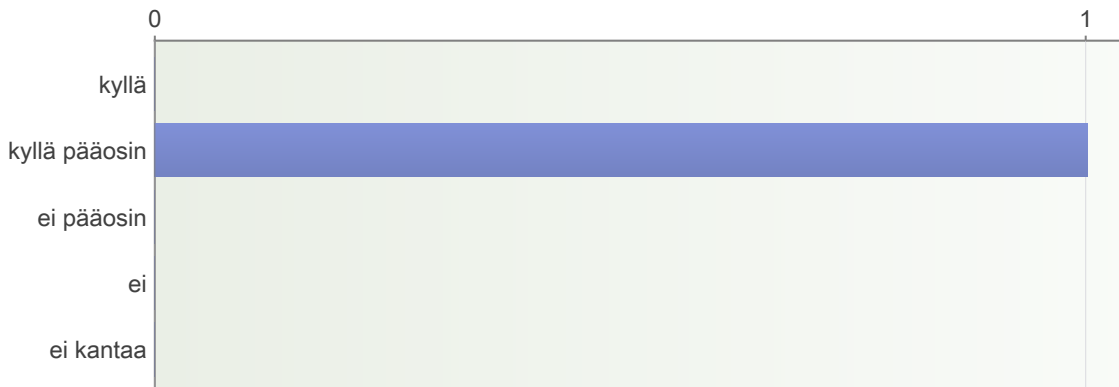 0 1
kyllä
kyllä pääosin
ei pääosin
ei
ei kantaa